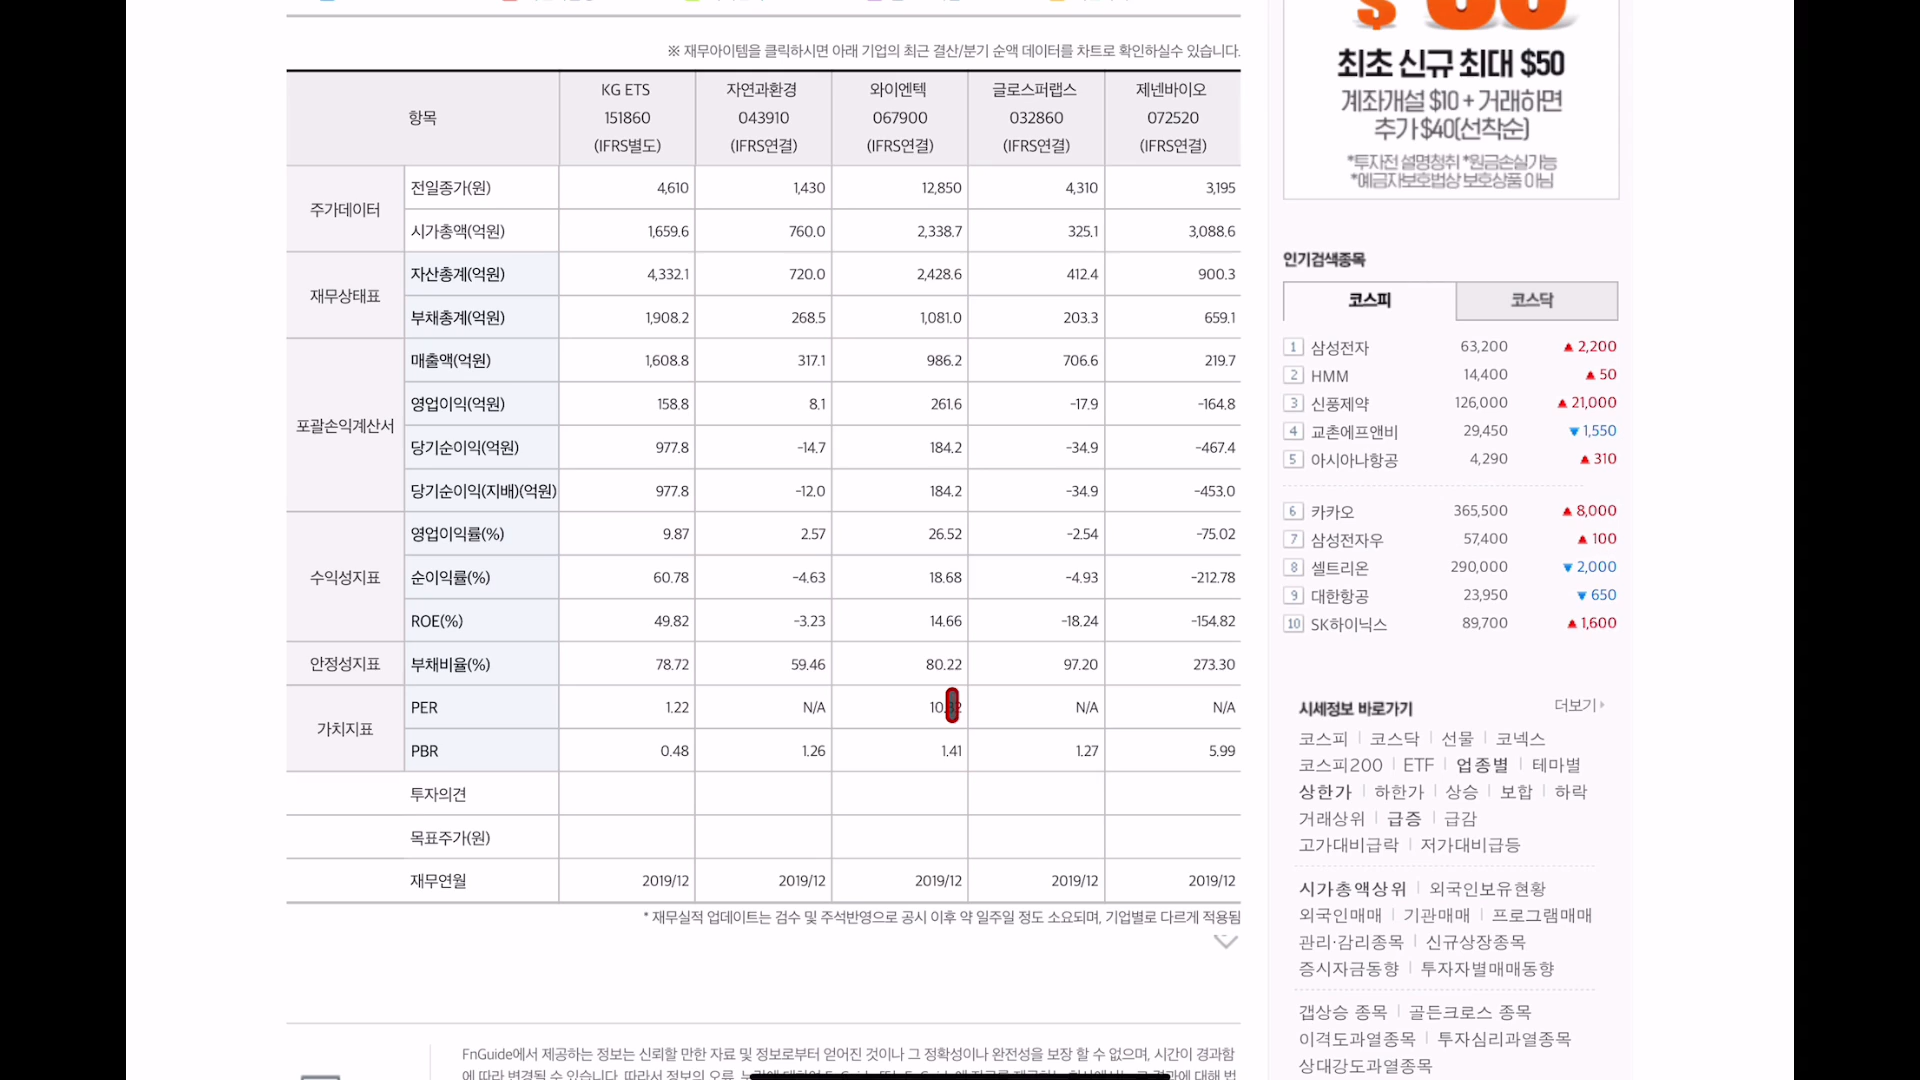 ※ 재무아이템을 클릭하시면 아래 기업의 최근 결산/분기 순액 데이터를 차트로 확인하실수 있습니다.
항목 KG ETS 151860 (IFRS별도) 자연과환경 043910 (IFRS연결) 와이엔텍 067900 (IFRS연결) 글로스퍼랩스 032860 (IFRS연결) 제넨바이오 072520 (IFRS연결)
주가데이터
전일종가(원) 4,610 1,430 12,850 4,310 3,195
시가총액(억원) 1,659.6 760.0 2,338.7 325.1 3,088.6
재무상태표
자산총계(억원) 4,332.1 720.0 2,428.6 412.4 900.3
부채총계(억원) 1,908.2 268.5 1,081.0 203.3 659.1
포괄손익계산서
매출액(억원) 1,608.8 317.1 986.2 706.6 219.7
영업이익(억원) 158.8 8.1 261.6 -17.9 -164.8
당기순이익(억원) 977.8 -14.7 184.2 -34.9 -467.4
당기순이익(지배)(억원) 977.8 -12.0 184.2 -34.9 -453.0
수익성지표
영업이익률(%) 9.87 2.57 26.52 -2.54 -75.02
순이익률(%) 60.78 -4.63 18.68 -4.93 -212.78
ROE(%) 49.82 -3.23 14.66 -18.24 -154.82
안정성지표
부채비율(%) 78.72 59.46 80.22 97.20 273.30
가치지표
PER 1.22 N/A N/A N/A
PBR 0.48 1.26 1.41 1.27 5.99
투자의견
목표주가(원)
재무연월 2019/12 2019/12 2019/12 2019/12 2019/12
* 재무실적 업데이트는 검수 및 주석반영으로 공시 이후 약 일주일 정도 소요되며, 기업별로 다르게 적용됨
FnGuide에서 제공하는 정보는 신뢰할 만한 자료 및 정보로부터 얻어진 것이나 그 정확성이나 완전성을 보장 할 수 없으며, 시간이 경과함
에 따라 변경될 수 있습니다. 따라서 정보의 오류,
최초 신규 최대 $50
계좌개설 $10 + 거래하면
추가 $40(선착순)
*투자전 설명청취 *원금손실가능
*예금자보호법상 보호상품 아님
인기검색종목
코스피 코스닥
1 삼성전자 63,200 ▲ 2,200
2 HMM 14,400 ▲ 50
3 신풍제약 126,000 ▲ 21,000
4 교촌에프앤비 29,450 ▼ 1,550
5 아시아나항공 4,290 ▲ 310
6 카카오 365,500 ▲ 8,000
7 삼성전자우 57,400 ▲ 100
8 셀트리온 290,000 ▼ 2,000
9 대한항공 23,950 ▼ 650
10 SK하이닉스 89,700 ▲ 1,600
시세정보 바로가기 더보기
코스피 코스닥 선물 코넥스
코스피200 ETF 업종별 테마별
상한가 하한가 상승 보합 하락
거래상위 급증 급감
고가대비급락 저가대비급등
시가총액상위 외국인보유현황
외국인매매 기관매매 프로그램매매
관리·감리종목 신규상장종목
증시자금동향 투자자별매매동향
갭상승 종목 골든크로스 종목
이격도과열종목 투자심리과열종목
상대강도과열종목